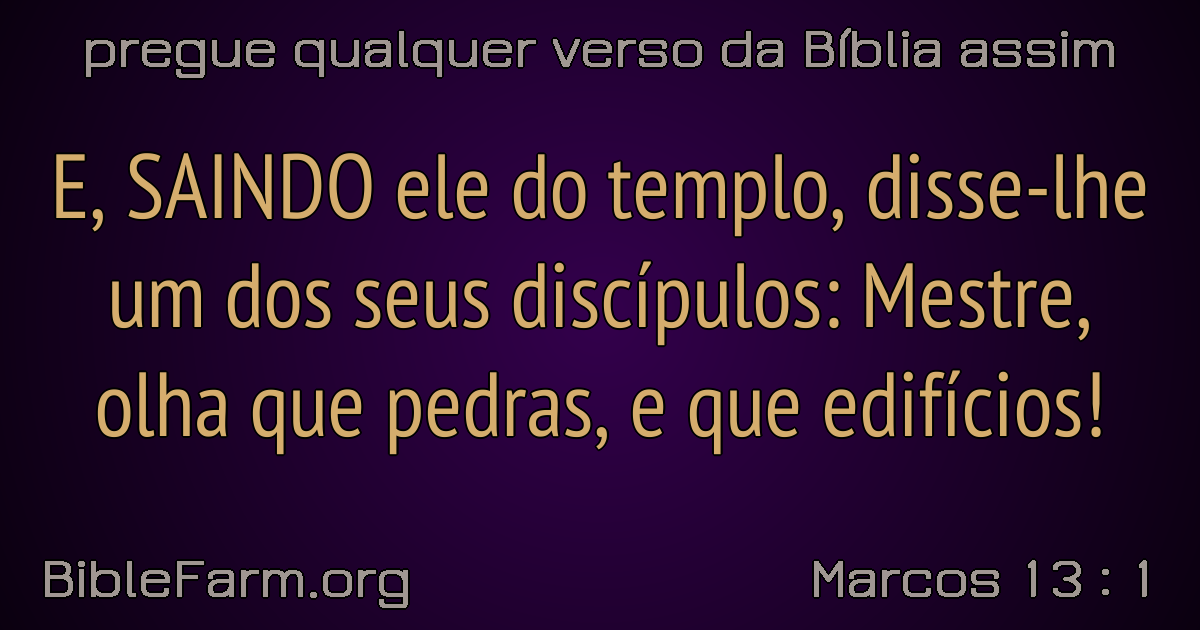 pregue qualquer verso da Bíblia assim
E, SAINDO ele do templo, disse-lhe
um dos seus discípulos: Mestre,
olha que pedras, e que edifícios!
BibleFarm.org
Marcos 13 : 1